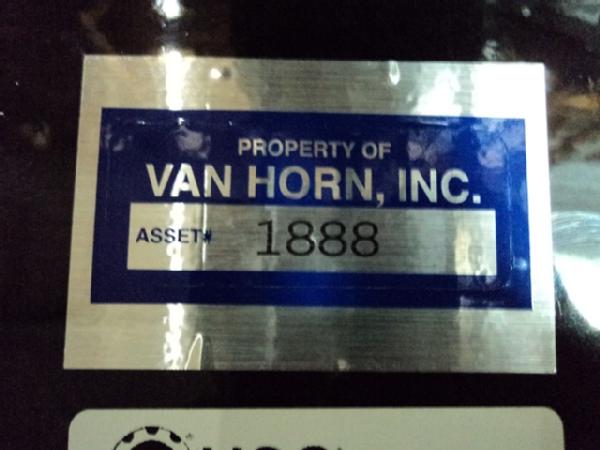 PROPERTY OF
VAN HORN, INC.
ASSET# 1888